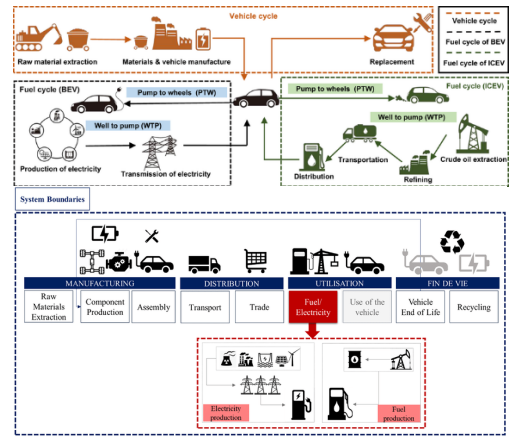 Vehicle cycle
Raw material extraction
Materials & vehicle manufacture
Replacement
Vehicle cycle
Fuel cycle of BEV
Fuel cycle of ICEV
Fuel cycle (BEV)
Pump to wheels (PTW)
Well to pump (WTP)
Production of electricity
Transmission of electricity
Pump to wheels (PTW)
Fuel cycle (ICEV)
Well to pump (WTP)
Transportation
Crude oil extraction
Distribution
Refining
System Boundaries
MANUFACTURING
DISTRIBUTION
UTILISATION
FIN DE VIE
Raw
Materials
Extraction
Component
Production
Assembly
Transport
Trade
Fuel/
Electricity
Use of the
vehicle
Vehicle
End of Life
Recycling
Electricity
production
Fuel
production